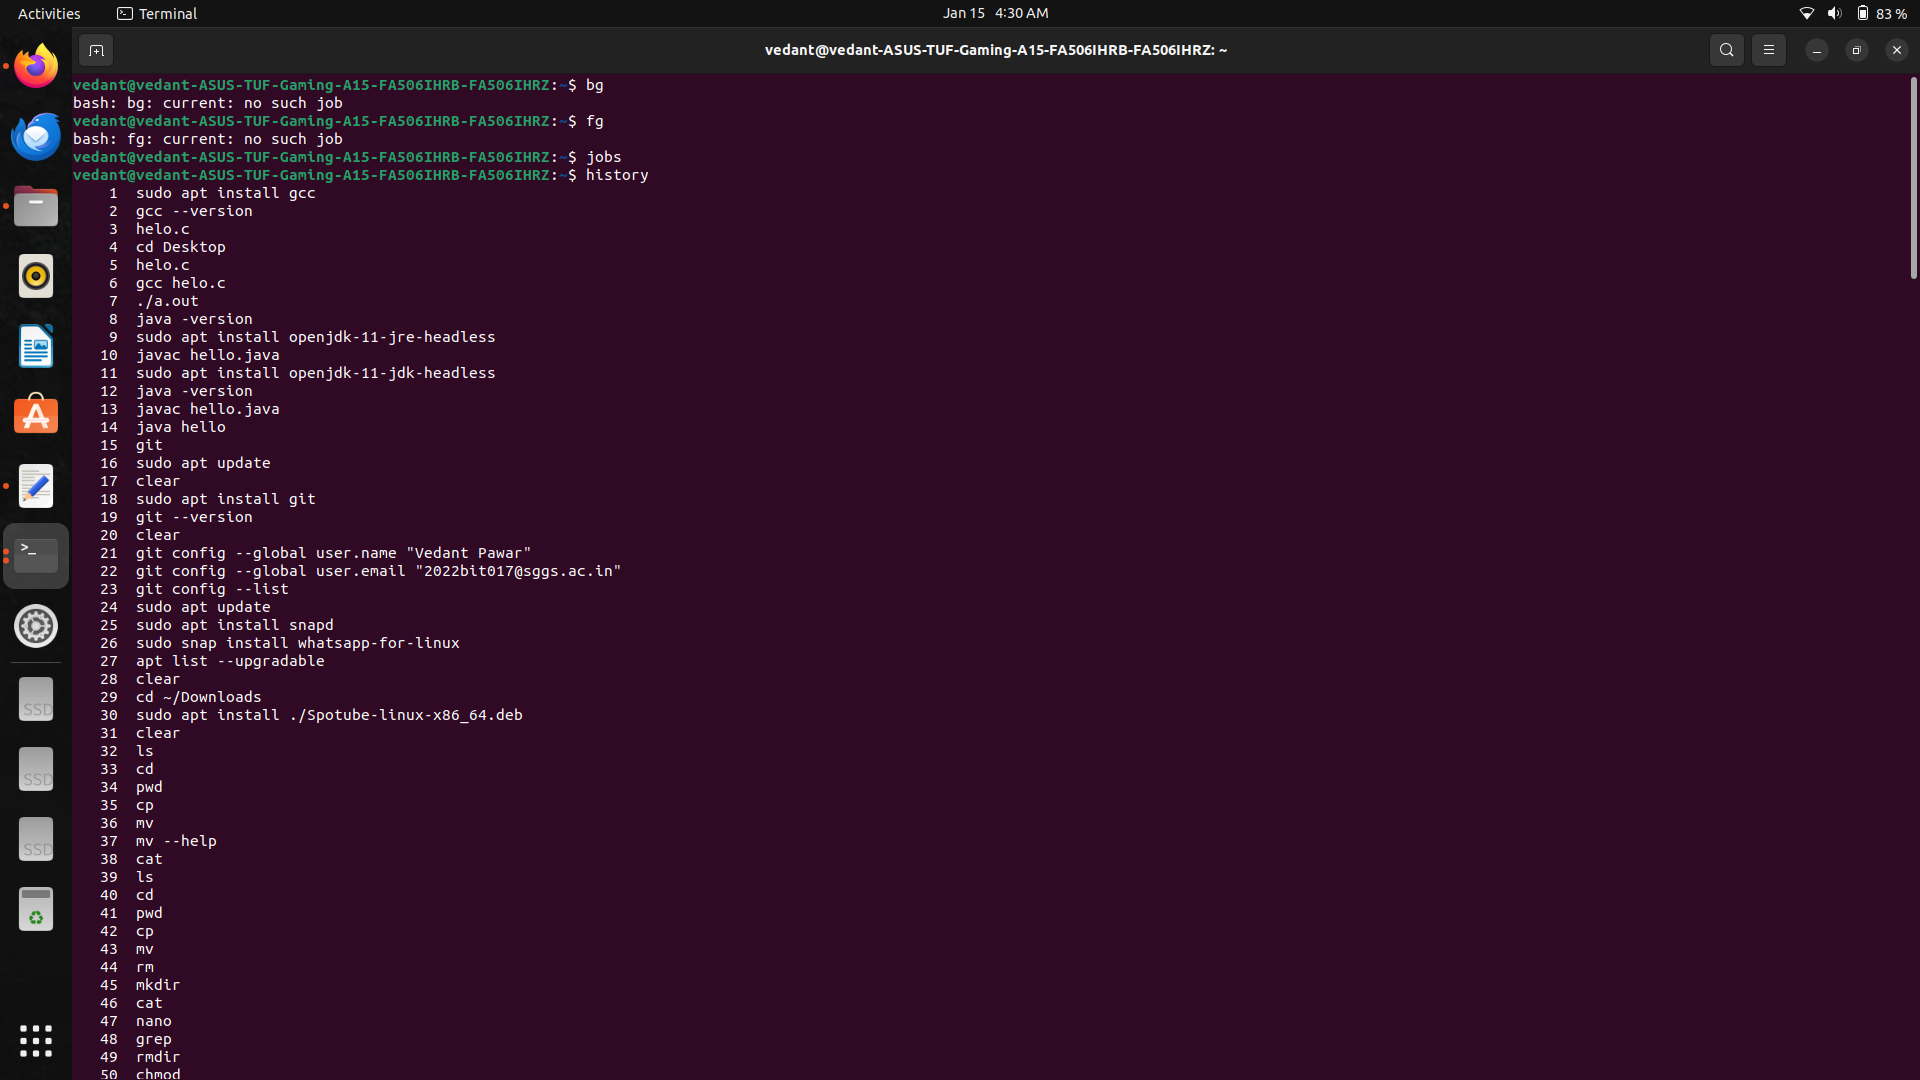 Activities Terminal Jan 15 4:30 AM 83 %
vedant@vedant-ASUS-TUF-Gaming-A15-FA506IHRB-FA506IHRZ: ~
vedant@vedant-ASUS-TUF-Gaming-A15-FA506IHRB-FA506IHRZ:~$ bg
bash: bg: current: no such job
vedant@vedant-ASUS-TUF-Gaming-A15-FA506IHRB-FA506IHRZ:~$ fg
bash: fg: current: no such job
vedant@vedant-ASUS-TUF-Gaming-A15-FA506IHRB-FA506IHRZ:~$ jobs
vedant@vedant-ASUS-TUF-Gaming-A15-FA506IHRB-FA506IHRZ:~$ history
1 sudo apt install gcc
2 gcc --version
3 helo.c
4 cd Desktop
5 helo.c
6 gcc helo.c
7 ./a.out
8 java -version
9 sudo apt install openjdk-11-jre-headless
10 javac hello.java
11 sudo apt install openjdk-11-jdk-headless
12 java -version
13 javac hello.java
14 java hello
15 git
16 sudo apt update
17 clear
18 sudo apt install git
19 git --version
20 clear
21 git config --global user.name "Vedant Pawar"
22 git config --global user.email "2022bit017@sggs.ac.in"
23 git config --list
24 sudo apt update
25 sudo apt install snapd
26 sudo snap install whatsapp-for-linux
27 apt list --upgradable
28 clear
29 cd ~/Downloads
30 sudo apt install ./Spotube-linux-x86_64.deb
31 clear
32 ls
33 cd
34 pwd
35 cp
36 mv
37 mv --help
38 cat
39 ls
40 cd
41 pwd
42 cp
43 mv
44 rm
45 mkdir
46 cat
47 nano
48 grep
49 rmdir
50 chmod
SSD
SSD
SSD